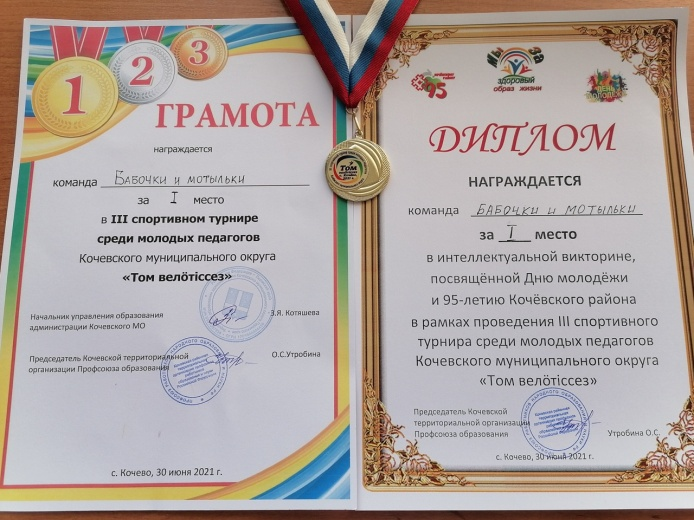 1
2
3
ГРАМОТА
награждается
команда Бабочки и мотыльки
за I место
в III спортивном турнире
среди молодых педагогов
Кочевского муниципального округа
«Том велöтiссез»
Начальник управления образования
администрации Кочевского МО
З.Я. Котяшева
Председатель Кочевской территориальной
организации Профсоюза образования
О.С.Утробина
с. Кочево, 30 июня 2021 г.
Том
95
здоровый
образ жизни
ДЕНЬ
ДИПЛОМ
НАГРАЖДАЕТСЯ
команда БАБОЧКИ И МОТЫЛЬКИ
за I место
в интеллектуальной викторине,
посвящённой Дню молодёжи
и 95-летию Кочёвского района
в рамках проведения III спортивного
турнира среди молодых педагогов
Кочевского муниципального округа
«Том велöтiссез»
Председатель Кочевской
территориальной организации
Профсоюза образования
Утробина О.С.
с. Кочево, 30 июня 2021 г.